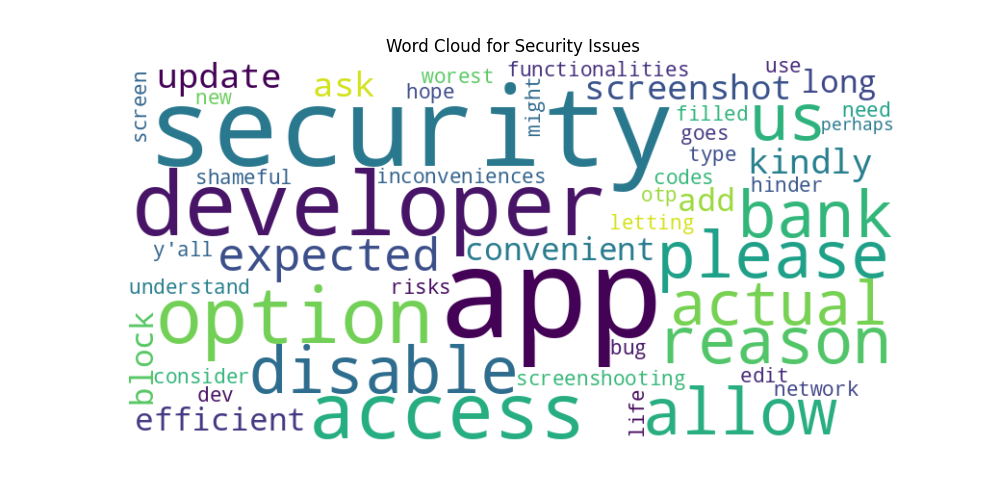 Word Cloud for Security Issues
update
ask
worest
functionalities
use
long
screen
new
hope
might
screenshot
security
filled
us
need
goes
perhaps
type
kindly
shameful
inconveniences
codes
hinder
developer
otp
add
bank
letting
y'all
expected
convenient
please
understand
risks
app
actual
option
block
bug
reason
consider
disable
screenshooting
edit
network
dev
life
efficient
access
allow